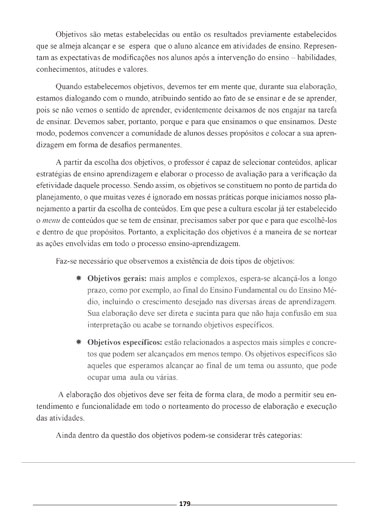 Objetivos são metas estabelecidas ou então os resultados previamente estabelecidos
que se almeja alcançar e se espera que o aluno alcance em atividades de ensino. Represen-
tam as expectativas de modificações nos alunos após a intervenção do ensino – habilidades,
conhecimentos, atitudes e valores.
Quando estabelecemos objetivos, devemos ter em mente que, durante sua elaboração,
estamos dialogando com o mundo, atribuindo sentido ao fato de se ensinar e de se aprender,
pois se não vemos o sentido de aprender, evidentemente deixamos de nos engajar na tarefa
de ensinar. Devemos saber, portanto, porque e para que ensinamos o que ensinamos. Deste
modo, podemos convencer a comunidade de alunos desses propósitos e colocar a sua apren-
dizagem em forma de desafios permanentes.
A partir da escolha dos objetivos, o professor é capaz de selecionar conteúdos, aplicar
estratégias de ensino aprendizagem e elaborar o processo de avaliação para a verificação da
efetividade daquele processo. Sendo assim, os objetivos se constituem no ponto de partida do
planejamento, o que muitas vezes é ignorado em nossas práticas porque iniciamos nosso pla-
nejamento a partir da escolha de conteúdos. Em que pese a cultura escolar já ter estabelecido
o menu de conteúdos que se tem de ensinar, precisamos saber por que e para que escolhê-los
e dentro de que propósitos. Portanto, a explicitação dos objetivos é a maneira de se nortear
as ações envolvidas em todo o processo ensino-aprendizagem.
Faz-se necessário que observemos a existência de dois tipos de objetivos:
✷ Objetivos gerais: mais amplos e complexos, espera-se alcançá-los a longo
prazo, como por exemplo, ao final do Ensino Fundamental ou do Ensino Mé-
dio, incluindo o crescimento desejado nas diversas áreas de aprendizagem.
Sua elaboração deve ser direta e sucinta para que não haja confusão em sua
interpretação ou acabe se tornando objetivos específicos.
✷ Objetivos específicos: estão relacionados a aspectos mais simples e concre-
tos que podem ser alcançados em menos tempo. Os objetivos específicos são
aqueles que esperamos alcançar ao final de um tema ou assunto, que pode
ocupar uma aula ou várias.
A elaboração dos objetivos deve ser feita de forma clara, de modo a permitir seu en-
tendimento e funcionalidade em todo o norteamento do processo de elaboração e execução
das atividades.
Ainda dentro da questão dos objetivos podem-se considerar três categorias:
179